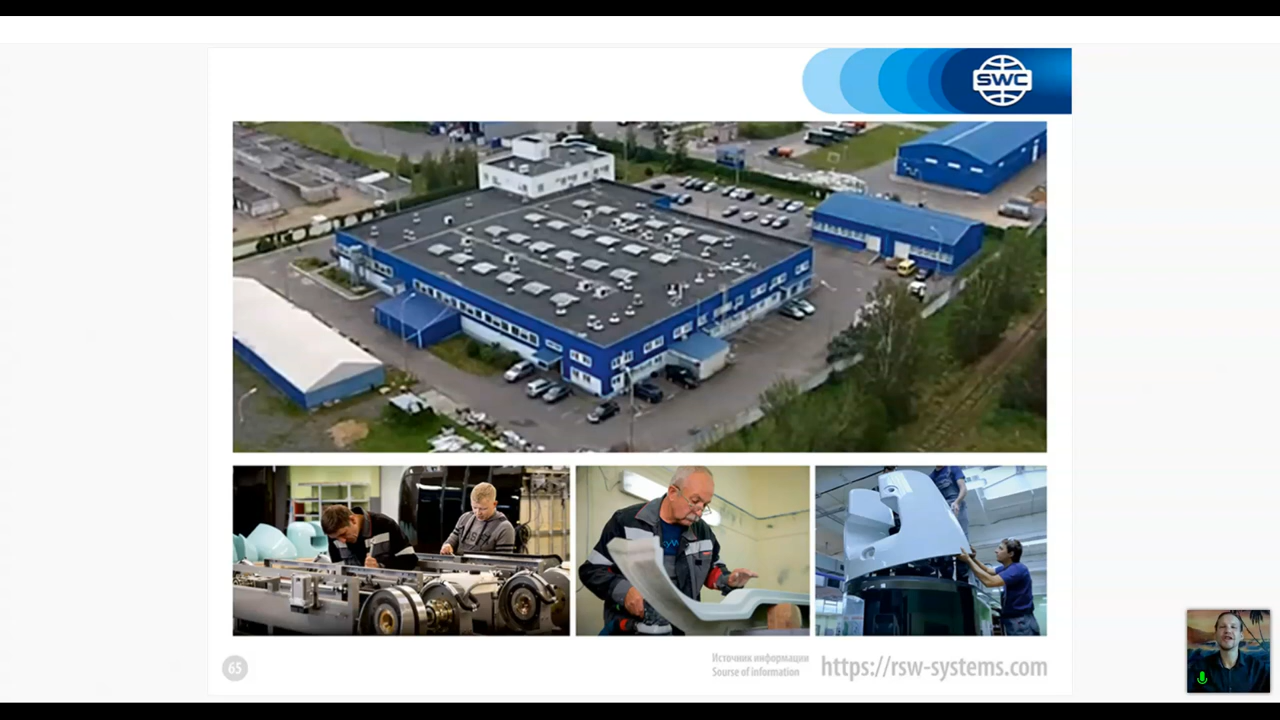 SWC
65
Источник информации
Sourse of information
https://rsw-systems.com